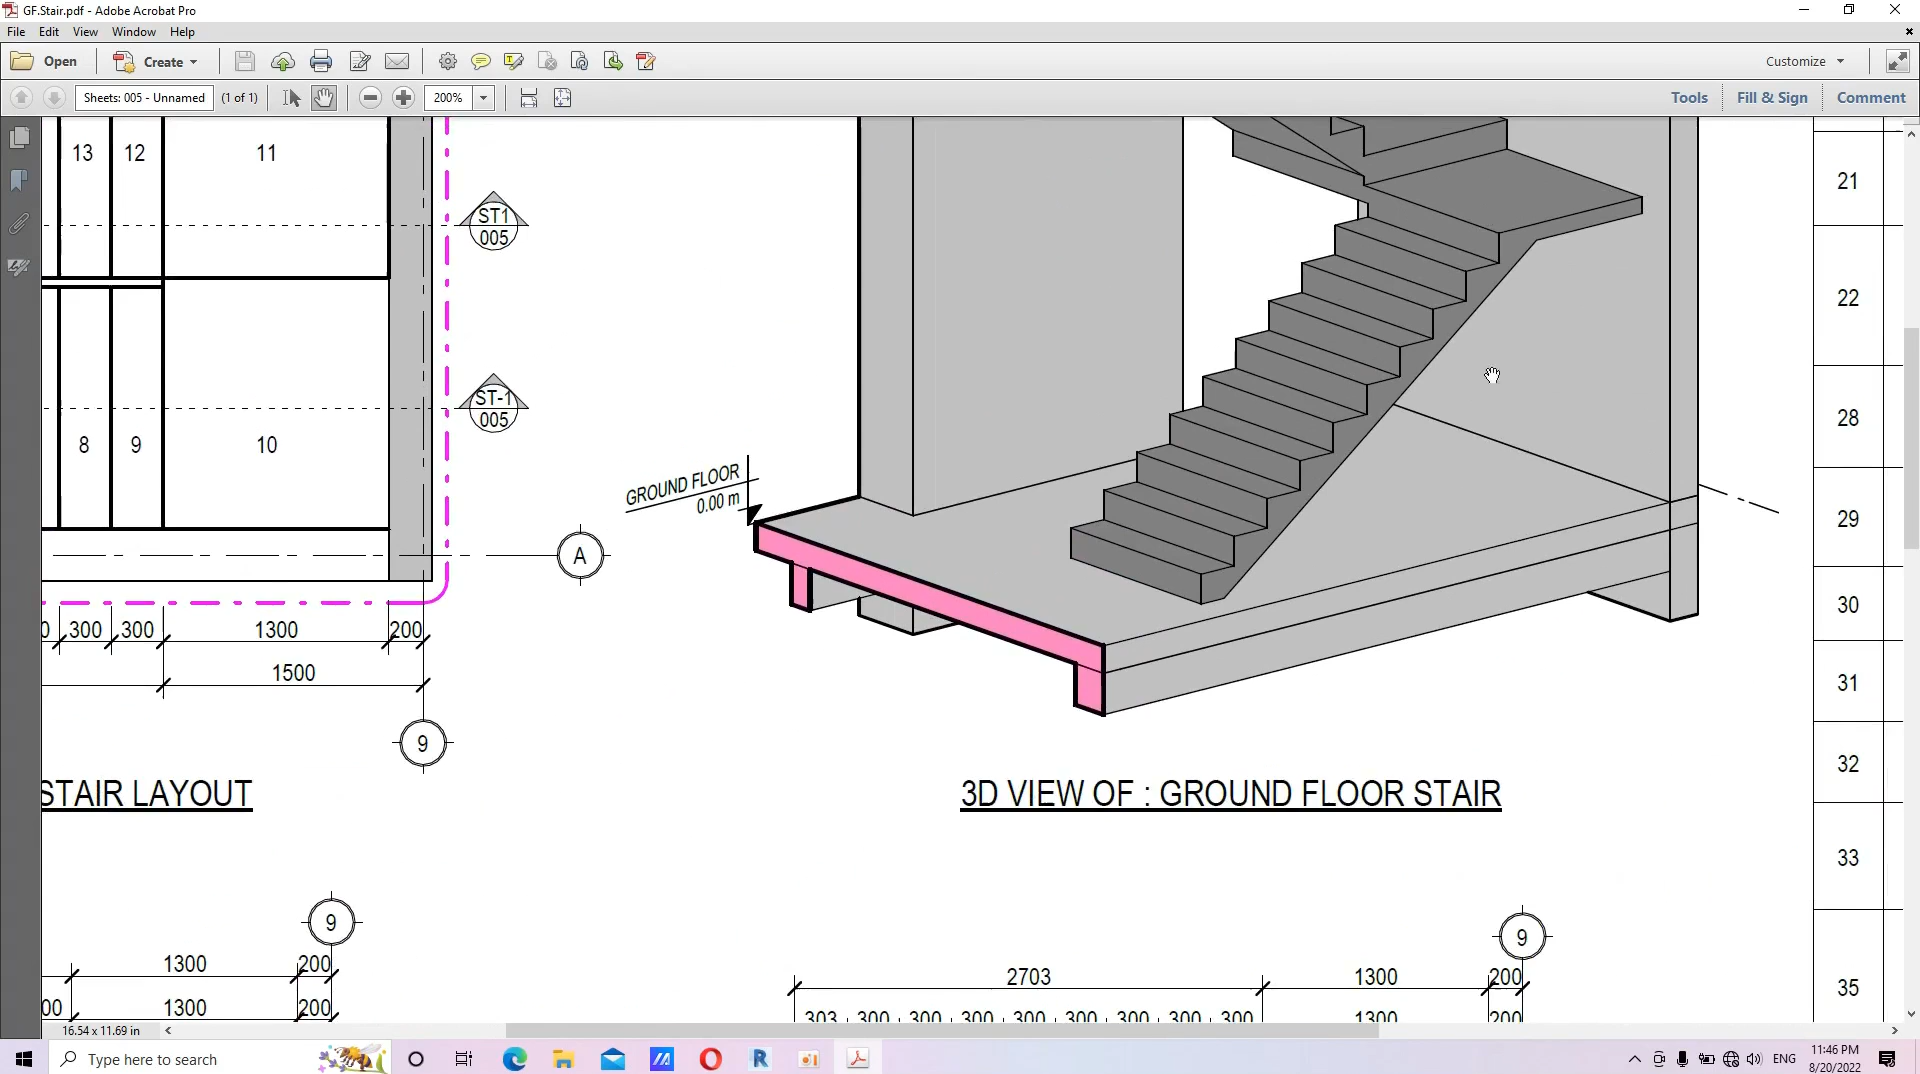 GF.Stair.pdf - Adobe Acrobat Pro
File Edit View Window Help
Open Create Customize
Sheets: 005 - Unnamed (1 of 1) 200% Tools Fill & Sign Comment
13 12 11
ST1
005
8 9 10
ST-1
005
GROUND FLOOR
0.00 m
A
300 300 1300 200
1500
9
STAIR LAYOUT
3D VIEW OF : GROUND FLOOR STAIR
9
1300 200
00 1300 200
9
2703 1300 200
303 300 300 300 300 300 300 300 300 1300 200
21
22
28
29
30
31
32
33
35
16.54 x 11.69 in
Type here to search
ENG
11:46 PM
8/20/2022